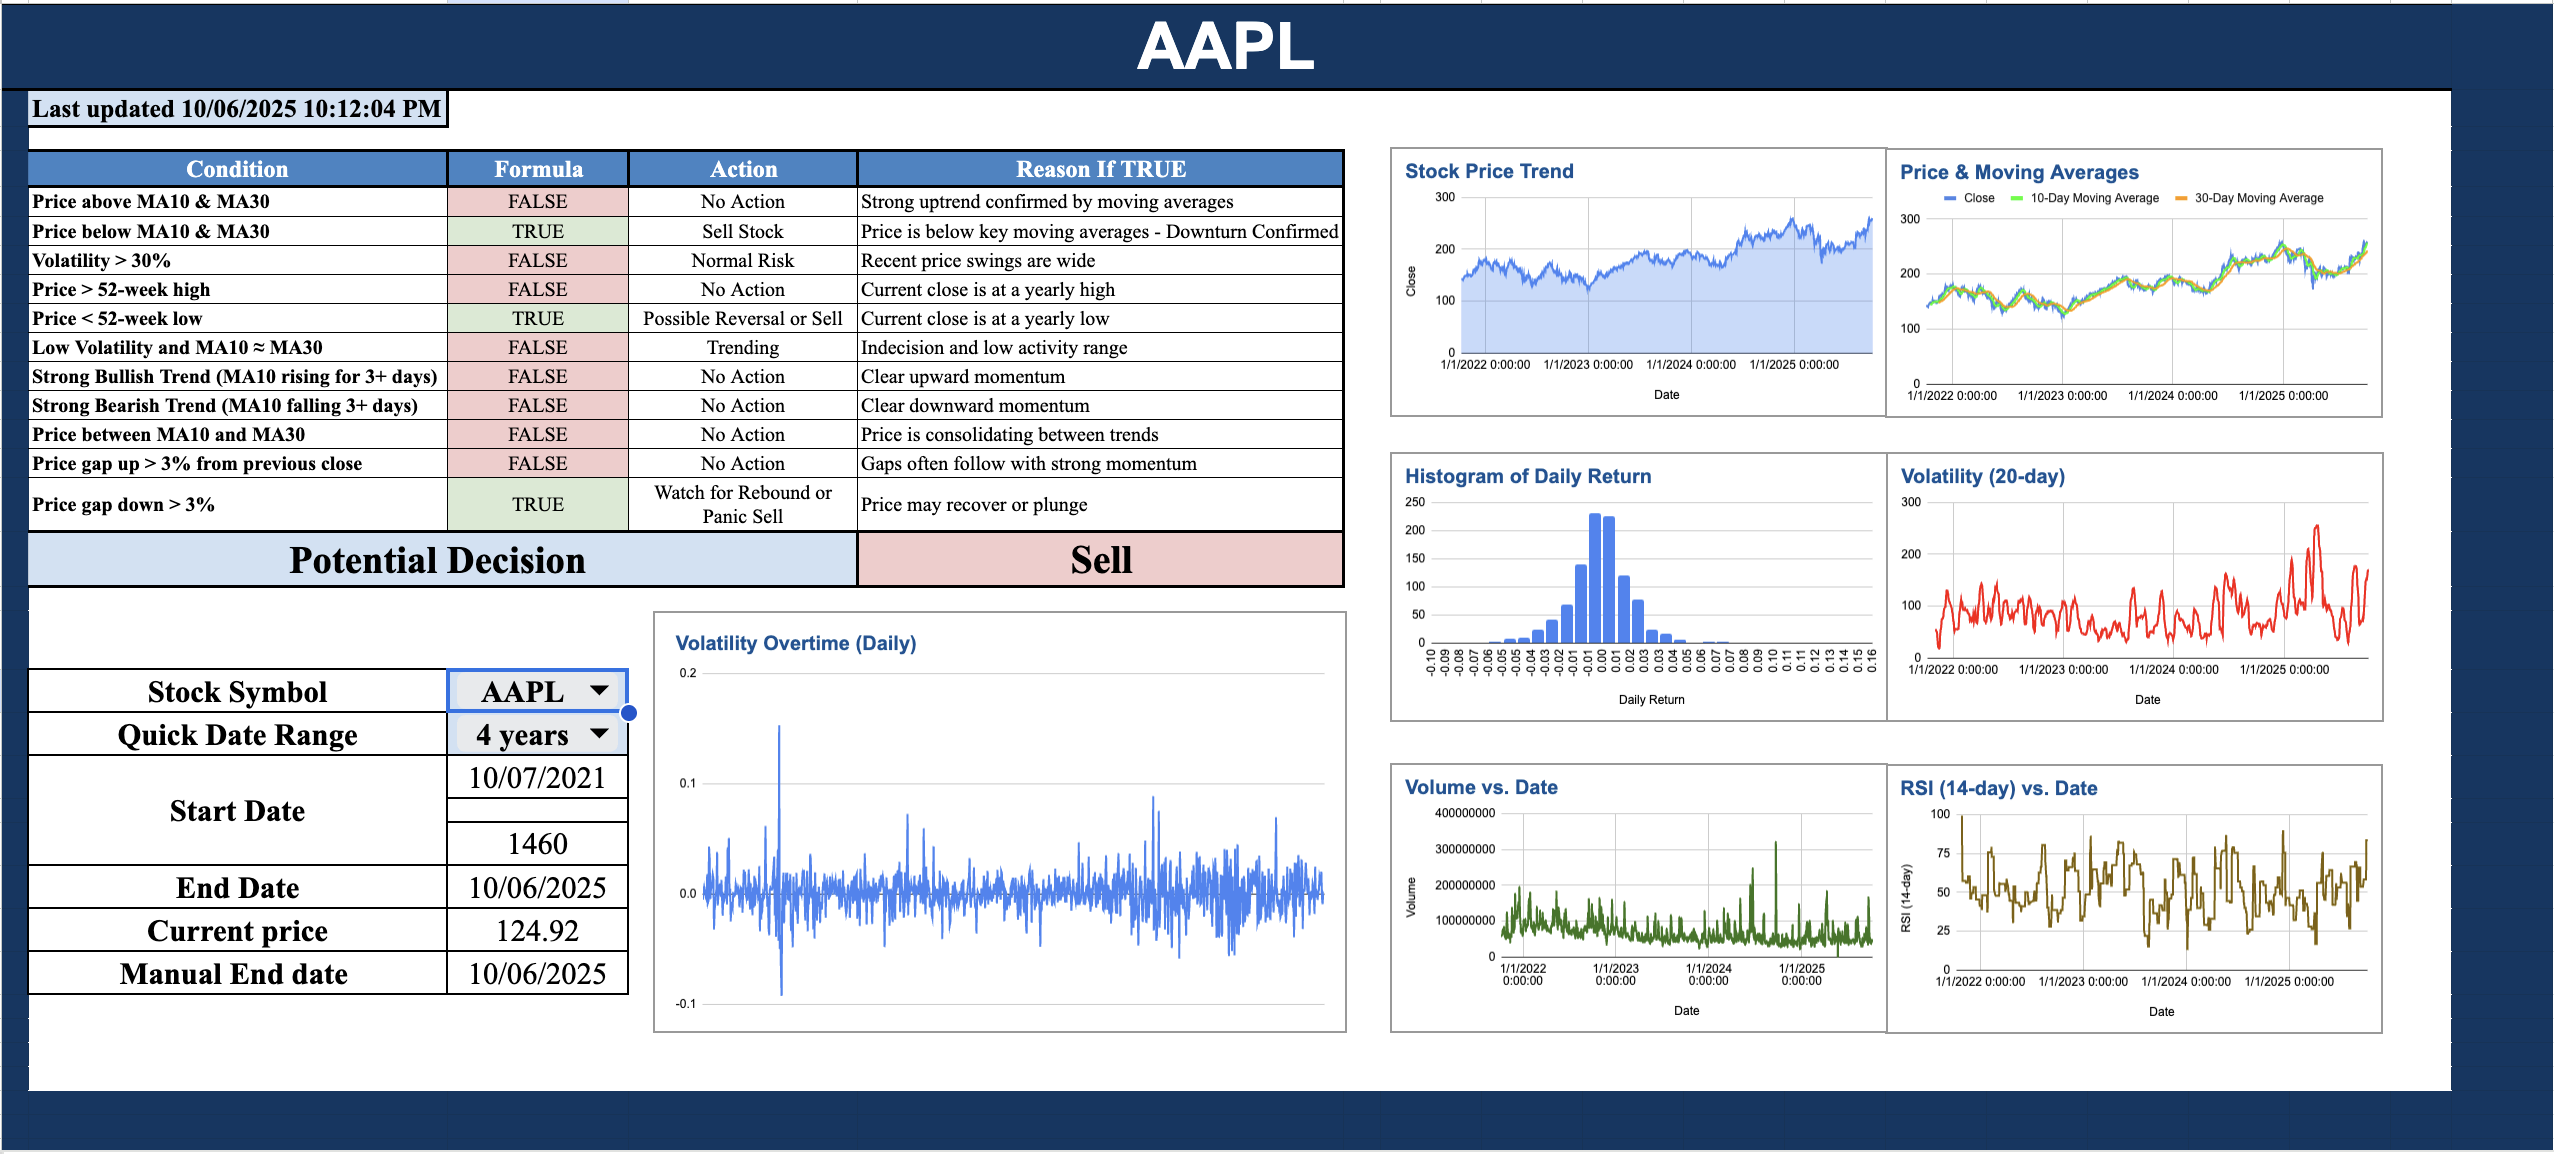 AAPL
Last updated 10/06/2025 10:12:04 PM
Condition Formula Action Reason If TRUE
Price above MA10 & MA30 FALSE No Action Strong uptrend confirmed by moving averages
Price below MA10 & MA30 TRUE Sell Stock Price is below key moving averages - Downturn Confirmed
Volatility > 30% FALSE Normal Risk Recent price swings are wide
Price > 52-week high FALSE No Action Current close is at a yearly high
Price < 52-week low TRUE Possible Reversal or Sell Current close is at a yearly low
Low Volatility and MA10 ≈ MA30 FALSE Trending Indecision and low activity range
Strong Bullish Trend (MA10 rising for 3+ days) FALSE No Action Clear upward momentum
Strong Bearish Trend (MA10 falling 3+ days) FALSE No Action Clear downward momentum
Price between MA10 and MA30 FALSE No Action Price is consolidating between trends
Price gap up > 3% from previous close FALSE No Action Gaps often follow with strong momentum
Price gap down > 3% TRUE Watch for Rebound or Panic Sell Price may recover or plunge
Potential Decision Sell
Stock Symbol AAPL
Quick Date Range 4 years
Start Date 10/07/2021
1460
End Date 10/06/2025
Current price 124.92
Manual End date 10/06/2025
Volatility Overtime (Daily)
0.2
0.1
0.0
-0.1
Stock Price Trend
300
200
100
0
Close
1/1/2022 0:00:00 1/1/2023 0:00:00 1/1/2024 0:00:00 1/1/2025 0:00:00
Date
Price & Moving Averages
Close 10-Day Moving Average 30-Day Moving Average
300
200
100
0
1/1/2022 0:00:00 1/1/2023 0:00:00 1/1/2024 0:00:00 1/1/2025 0:00:00
Histogram of Daily Return
250
200
150
100
50
0
-0.10 -0.09 -0.08 -0.07 -0.06 -0.05 -0.05 -0.04 -0.03 -0.02 -0.01 -0.01 0.00 0.01 0.02 0.03 0.03 0.04 0.05 0.06 0.07 0.07 0.08 0.09 0.10 0.11 0.11 0.12 0.13 0.14 0.15 0.16
Daily Return
Volatility (20-day)
300
200
100
0
1/1/2022 0:00:00 1/1/2023 0:00:00 1/1/2024 0:00:00 1/1/2025 0:00:00
Date
Volume vs. Date
400000000
300000000
200000000
100000000
0
Volume
1/1/2022 0:00:00 1/1/2023 0:00:00 1/1/2024 0:00:00 1/1/2025 0:00:00
Date
RSI (14-day) vs. Date
100
75
50
25
0
RSI (14-day)
1/1/2022 0:00:00 1/1/2023 0:00:00 1/1/2024 0:00:00 1/1/2025 0:00:00
Date